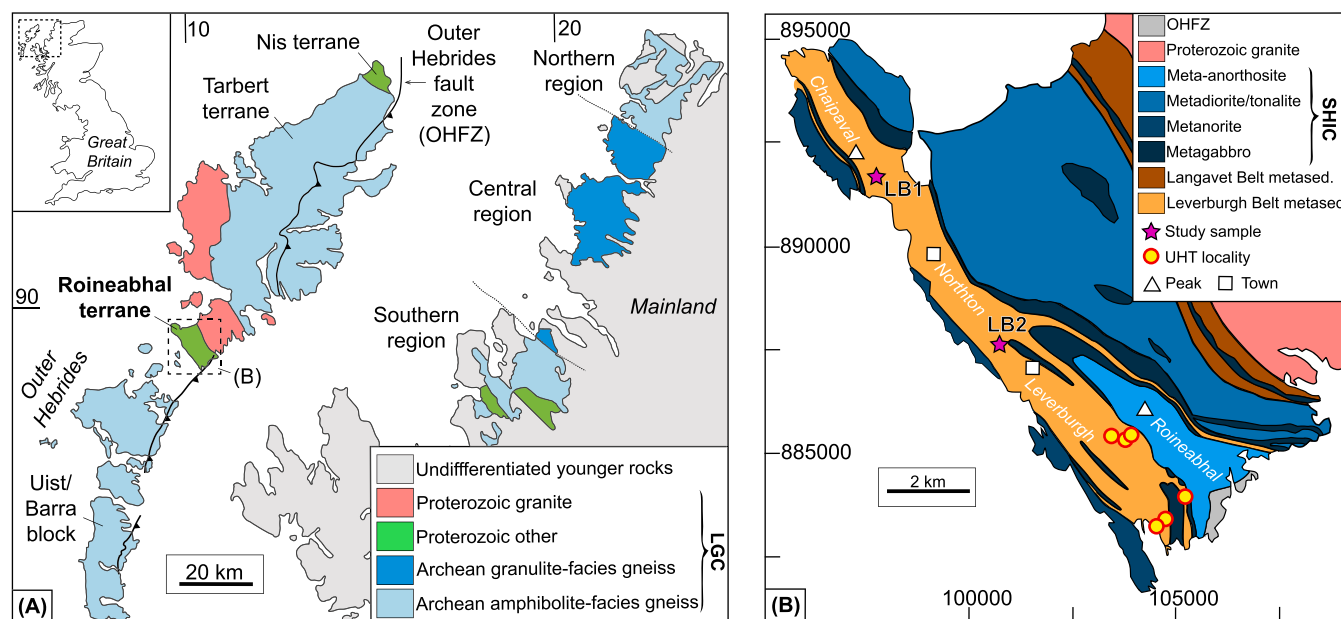 10
20
Nis terrane
Outer
Hebrides
fault
zone
(OHFZ)
Northern
region
Tarbert
terrane
Great
Britain
Central
region
Roineabhal
terrane
90
Mainland
Southern
region
(B)
Outer
Hebrides
Uist/
Barra
block
20 km
(A)
Undiffferentiated younger rocks
Proterozoic granite
Proterozoic other
Archean granulite-facies gneiss
Archean amphibolite-facies gneiss
LGC
895000
890000
885000
100000
105000
Chaipaval
LB1
Northton
LB2
Leverburgh
Roineabhal
2 km
(B)
OHFZ
Proterozoic granite
Meta-anorthosite
Metadiorite/tonalite
Metanorite
Metagabbro
SHIC
Langavet Belt metased.
Leverburgh Belt metased.
Study sample
UHT locality
Peak
Town